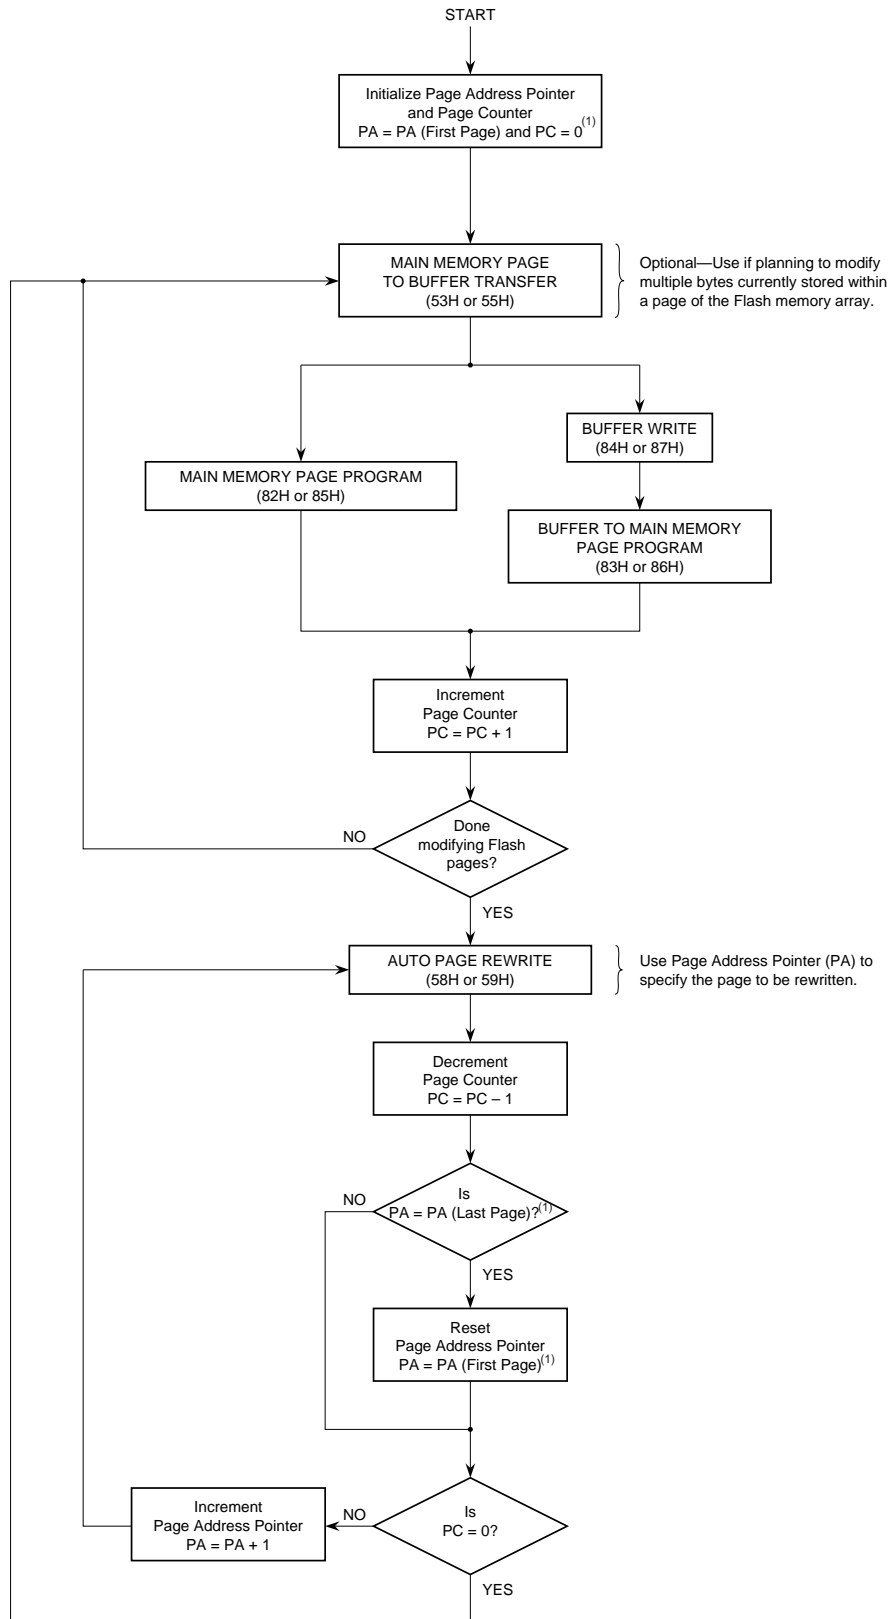 START
Initialize Page Address Pointer
and Page Counter
PA = PA (First Page) and PC = 0(1)
MAIN MEMORY PAGE
TO BUFFER TRANSFER
(53H or 55H)
Optional—Use if planning to modify
multiple bytes currently stored within
a page of the Flash memory array.
BUFFER WRITE
(84H or 87H)
MAIN MEMORY PAGE PROGRAM
(82H or 85H)
BUFFER TO MAIN MEMORY
PAGE PROGRAM
(83H or 86H)
Increment
Page Counter
PC = PC + 1
NO
Done
modifying Flash
pages?
YES
AUTO PAGE REWRITE
(58H or 59H)
Use Page Address Pointer (PA) to
specify the page to be rewritten.
Decrement
Page Counter
PC = PC – 1
NO
Is
PA = PA (Last Page)?(1)
YES
Reset
Page Address Pointer
PA = PA (First Page)(1)
Increment
Page Address Pointer
PA = PA + 1
NO
Is
PC = 0?
YES